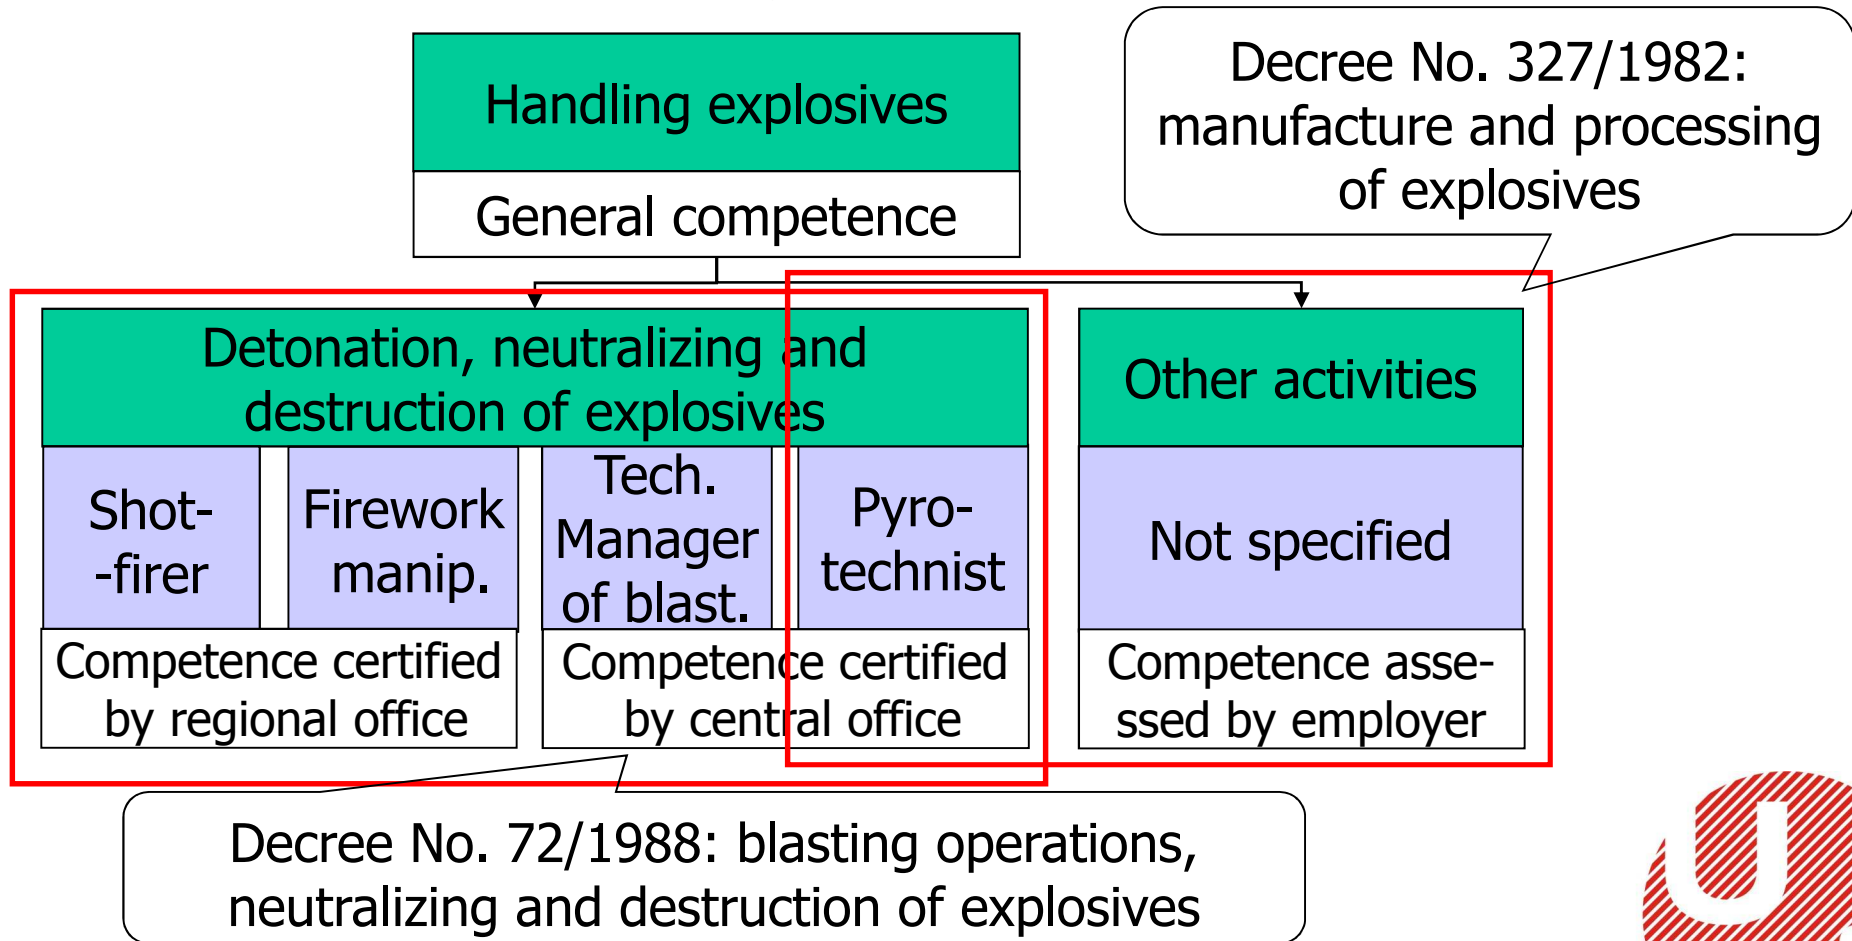 Handling explosives
General competence
Decree No. 327/1982:
manufacture and processing
of explosives
Detonation, neutralizing and
destruction of explosives
Shot-
-firer
Firework
manip.
Tech.
Manager
of blast.
Pyro-
technist
Competence certified
by regional office
Competence certified
by central office
Other activities
Not specified
Competence asse-
ssed by employer
Decree No. 72/1988: blasting operations,
neutralizing and destruction of explosives
U